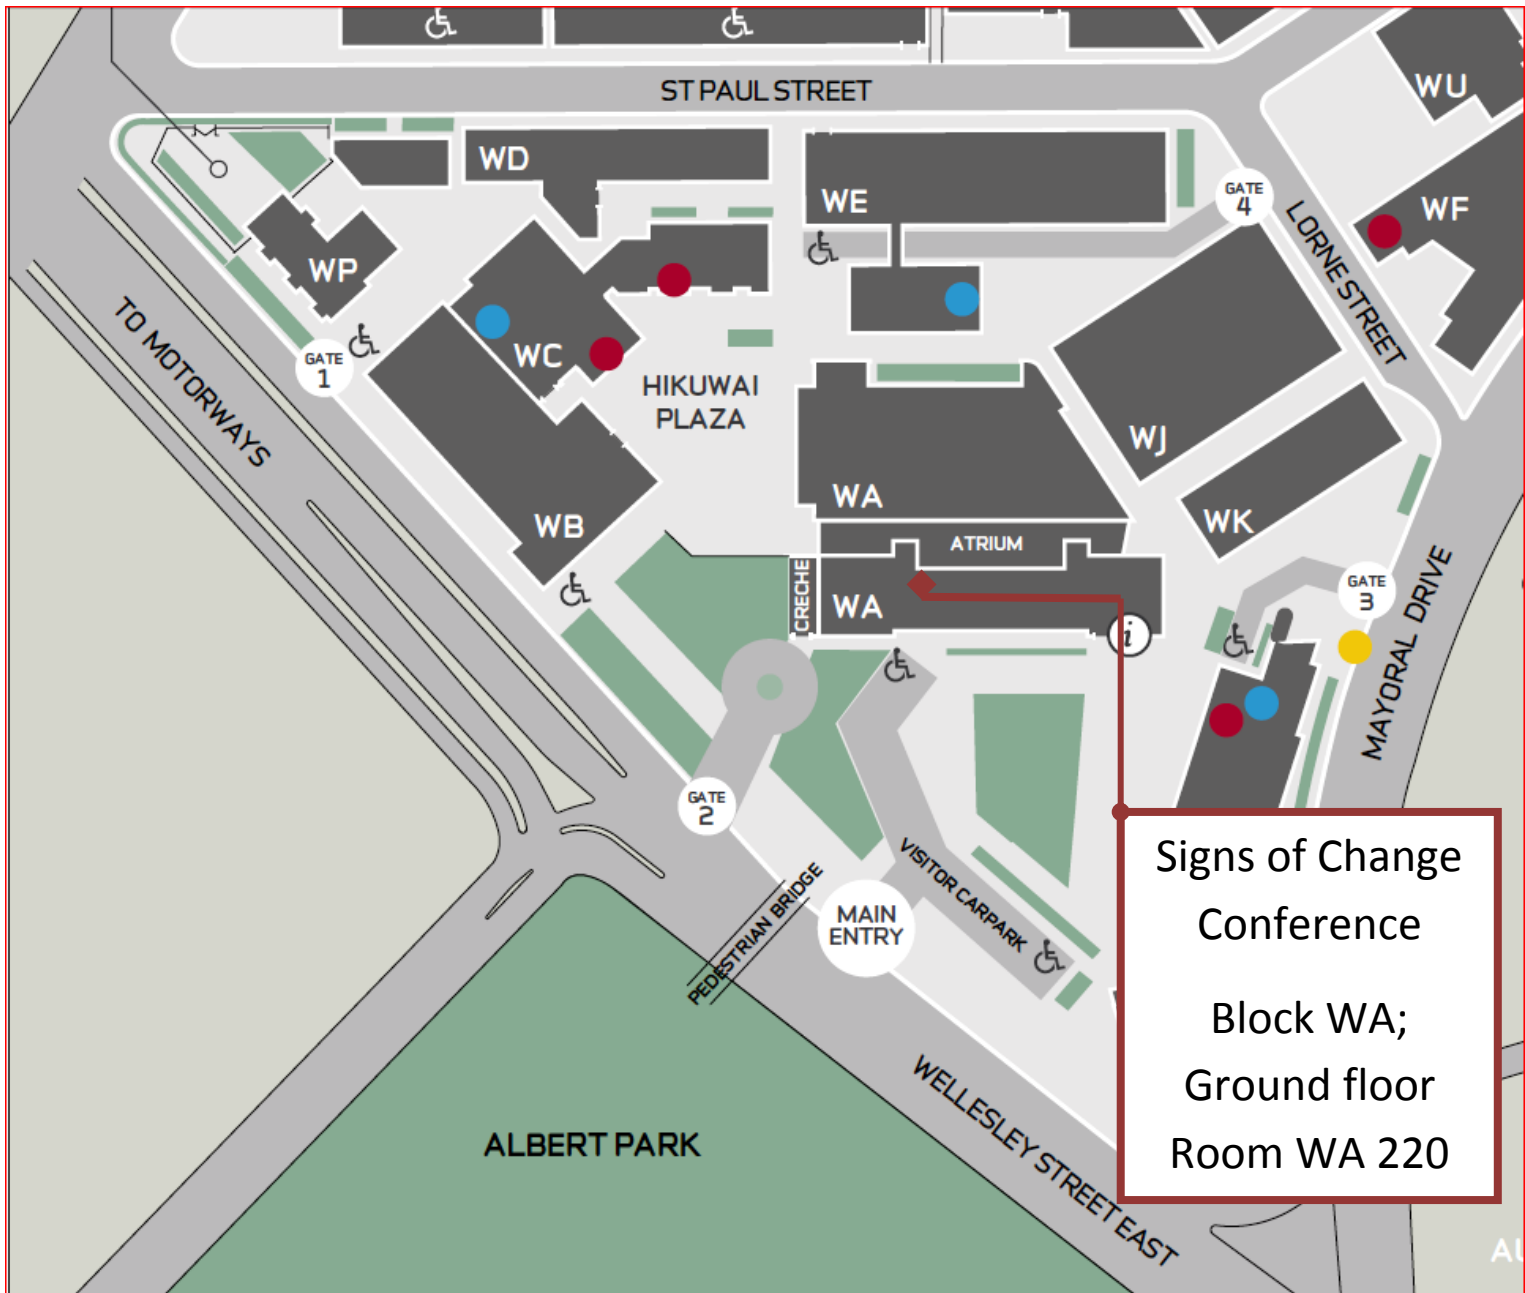 ST PAUL STREET
WU
WD
WE
GATE
4
WF
LORNE STREET
WP
TO MOTORWAYS
GATE
1
WC
HIKUWAI
PLAZA
WJ
WA
WK
WB
ATRIUM
CRECHE
WA
i
GATE
3
MAYORAL DRIVE
GATE
2
VISITOR CARPARK
PEDESTRIAN BRIDGE
MAIN
ENTRY
Signs of Change
Conference
Block WA;
Ground floor
Room WA 220
ALBERT PARK
WELLESLEY STREET EAST